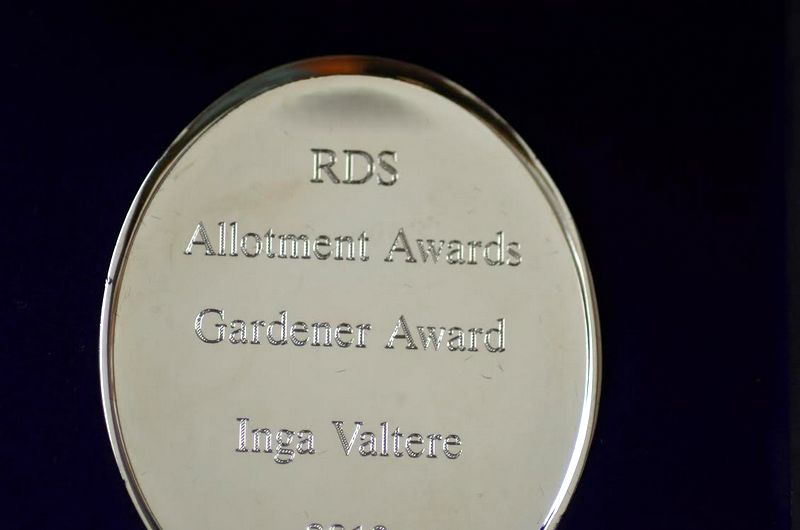 RDS
Allotment Awards
Gardener Award
Inga Valtere